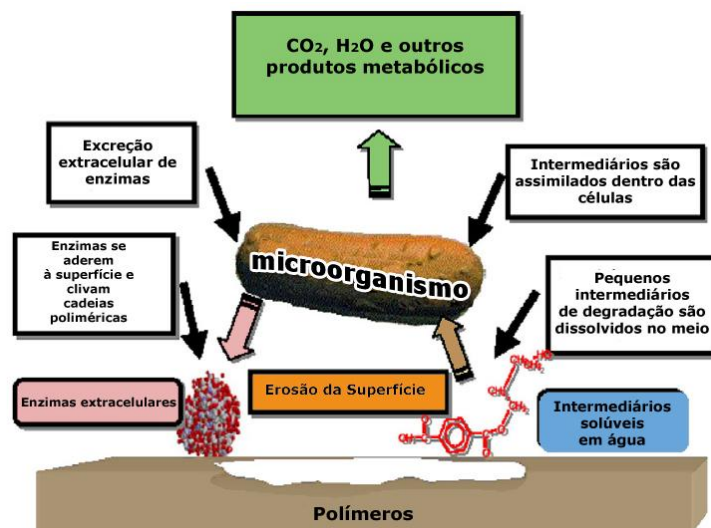 CO₂, H₂O e outros
produtos metabólicos
Excreção
extracelular de
enzimas
Intermediários são
assimilados dentro das
células
microorganismo
Enzimas se
aderem
à superfície e
clivam
cadeias
poliméricas
Pequenos
intermediários
de degradação são
dissolvidos no meio
Enzimas extracelulares
Erosão da Superfície
Intermediários
solúveis
em água
Polímeros